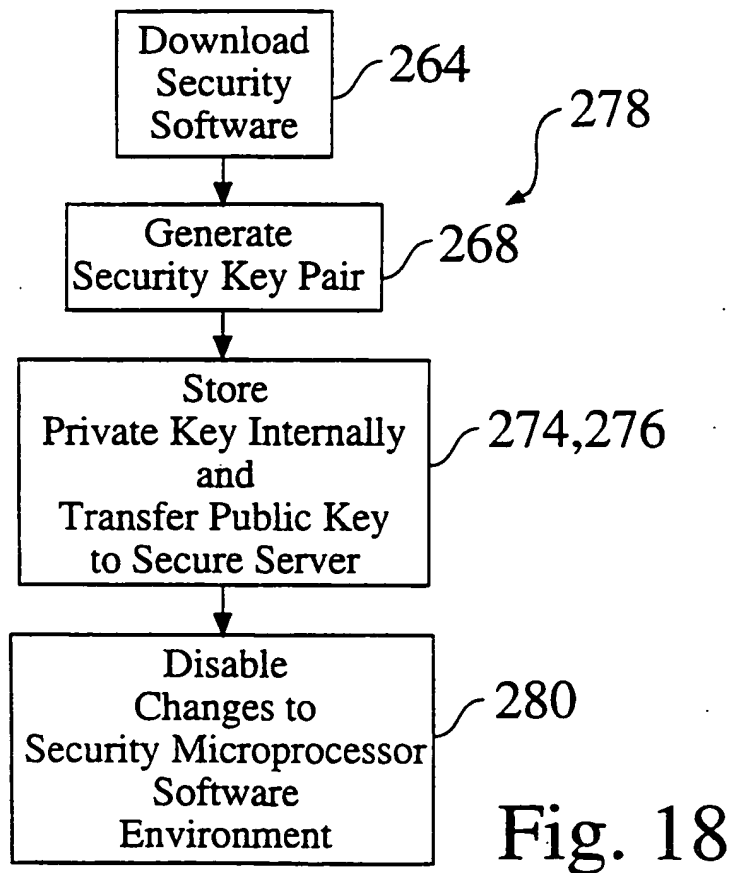 Download
Security
Software
264
278
Generate
Security Key Pair
268
Store
Private Key Internally
and
Transfer Public Key
to Secure Server
274,276
Disable
Changes to
Security Microprocessor
Software
Environment
280
Fig. 18